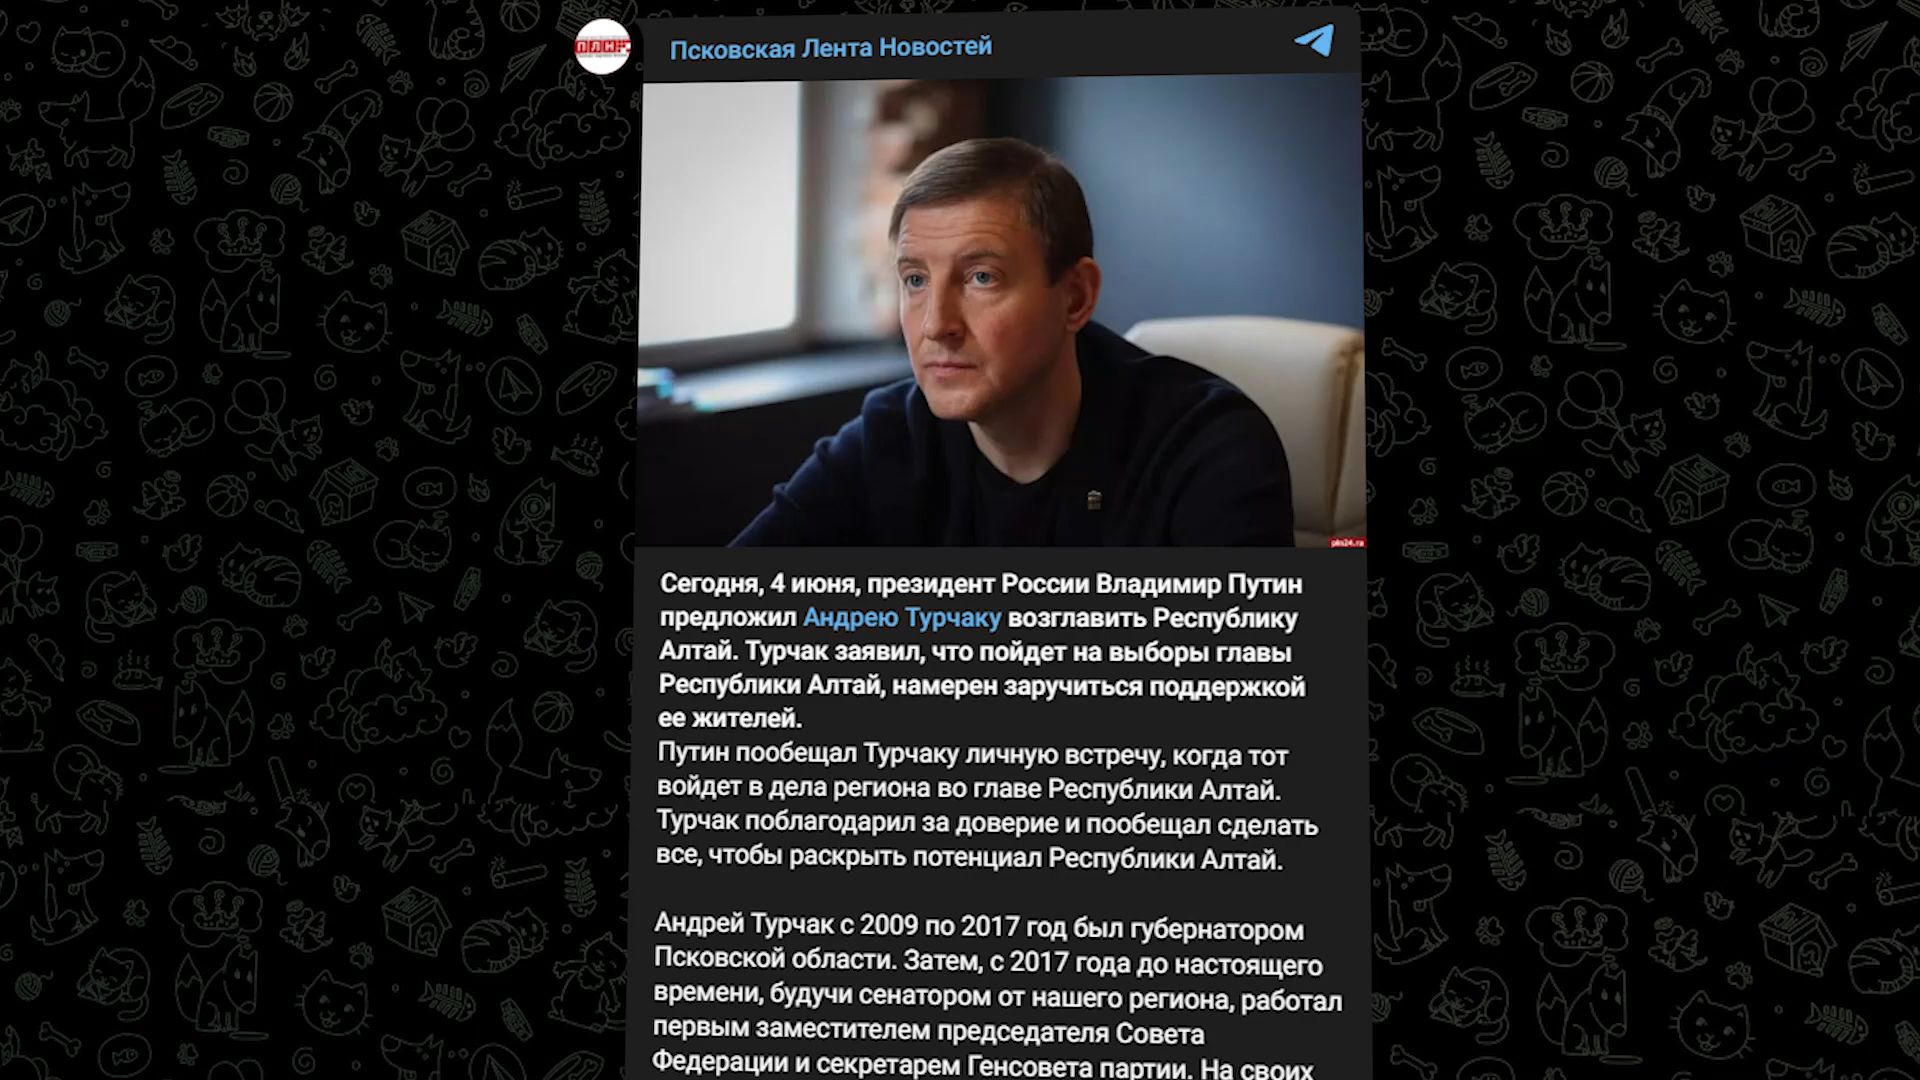 ПЛН
Псковская Лента Новостей
pln24.ru
Сегодня, 4 июня, президент России Владимир Путин
предложил Андрею Турчаку возглавить Республику
Алтай. Турчак заявил, что пойдет на выборы главы
Республики Алтай, намерен заручиться поддержкой
ее жителей.
Путин пообещал Турчаку личную встречу, когда тот
войдет в дела региона во главе Республики Алтай.
Турчак поблагодарил за доверие и пообещал сделать
все, чтобы раскрыть потенциал Республики Алтай.
Андрей Турчак с 2009 по 2017 год был губернатором
Псковской области. Затем, с 2017 года до настоящего
времени, будучи сенатором от нашего региона, работал
первым заместителем председателя Совета
Федерации и секретарем Генсовета партии. На своих